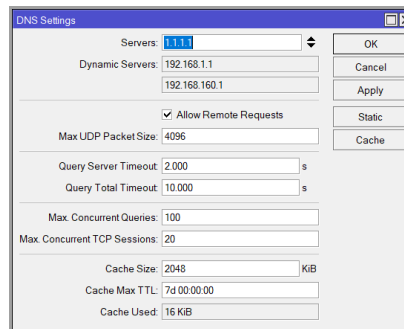 DNS Settings
Servers: 1.1.1.1
OK
Dynamic Servers: 192.168.1.1
Cancel
192.168.160.1
Apply
Allow Remote Requests
Static
Max UDP Packet Size: 4096
Cache
Query Server Timeout: 2.000 s
Query Total Timeout: 10.000 s
Max. Concurrent Queries: 100
Max. Concurrent TCP Sessions: 20
Cache Size: 2048 KiB
Cache Max TTL: 7d 00:00:00
Cache Used: 16 KiB